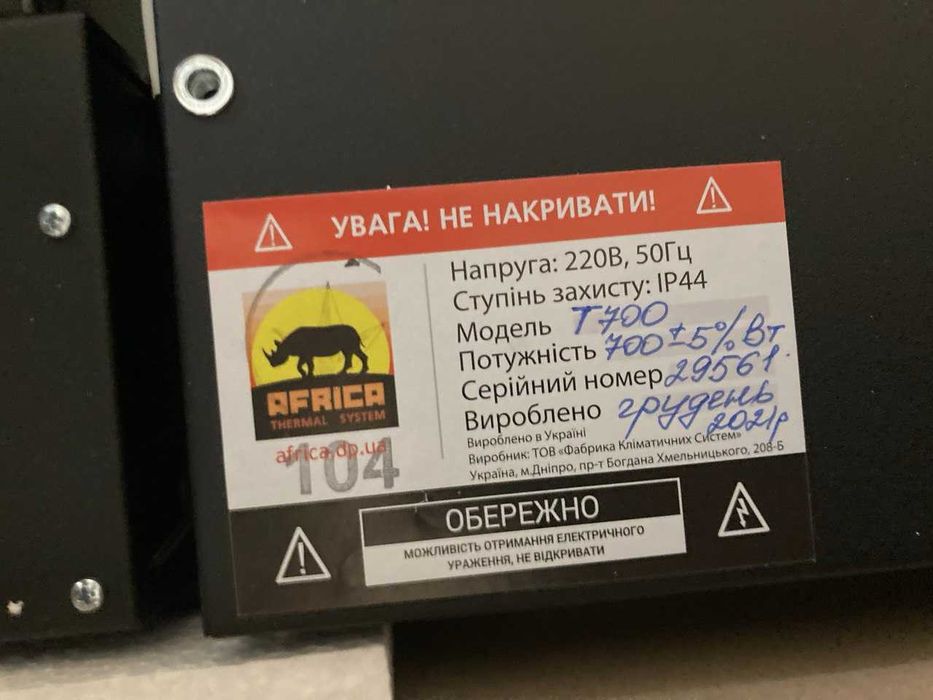 УВАГА! НЕ НАКРИВАТИ!
Напруга: 220В, 50Гц
Ступінь захисту: IP44
Модель Т700
Потужність 700±5% Вт
Серійний номер 29561.
Вироблено грудень
2021р
Вироблено в Україні
Виробник: ТОВ «Фабрика Кліматичних Систем»
Україна, м.Дніпро, пр-т Богдана Хмельницького, 208-Б
AFRICA
THERMAL SYSTEM
africa.dp.ua
104
ОБЕРЕЖНО
МОЖЛИВІСТЬ ОТРИМАННЯ ЕЛЕКТРИЧНОГО
УРАЖЕННЯ, НЕ ВІДКРИВАТИ